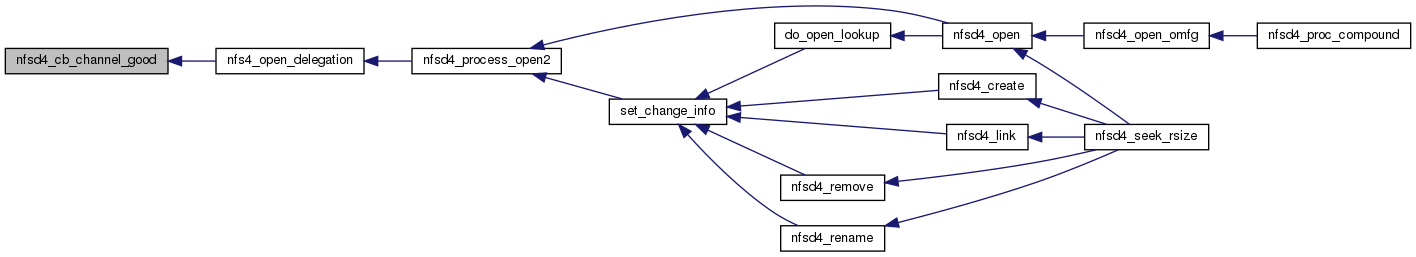 nfsd4_cb_channel_good
nfs4_open_delegation
nfsd4_process_open2
set_change_info
do_open_lookup
nfsd4_open
nfsd4_open_omfg
nfsd4_proc_compound
nfsd4_create
nfsd4_link
nfsd4_seek_rsize
nfsd4_remove
nfsd4_rename